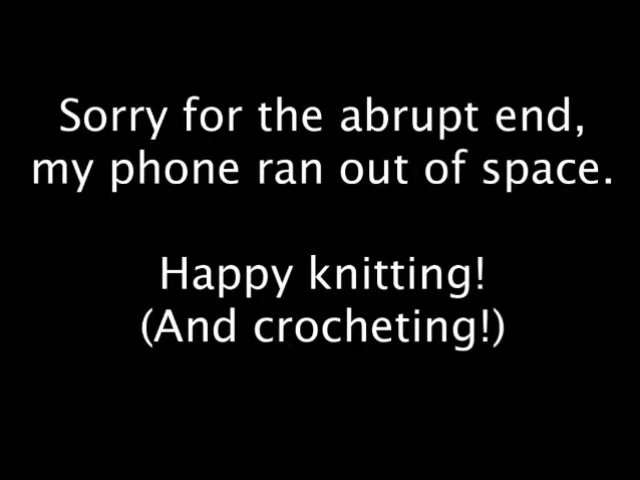 Sorry for the abrupt end,
my phone ran out of space.
Happy knitting!
(And crocheting!)